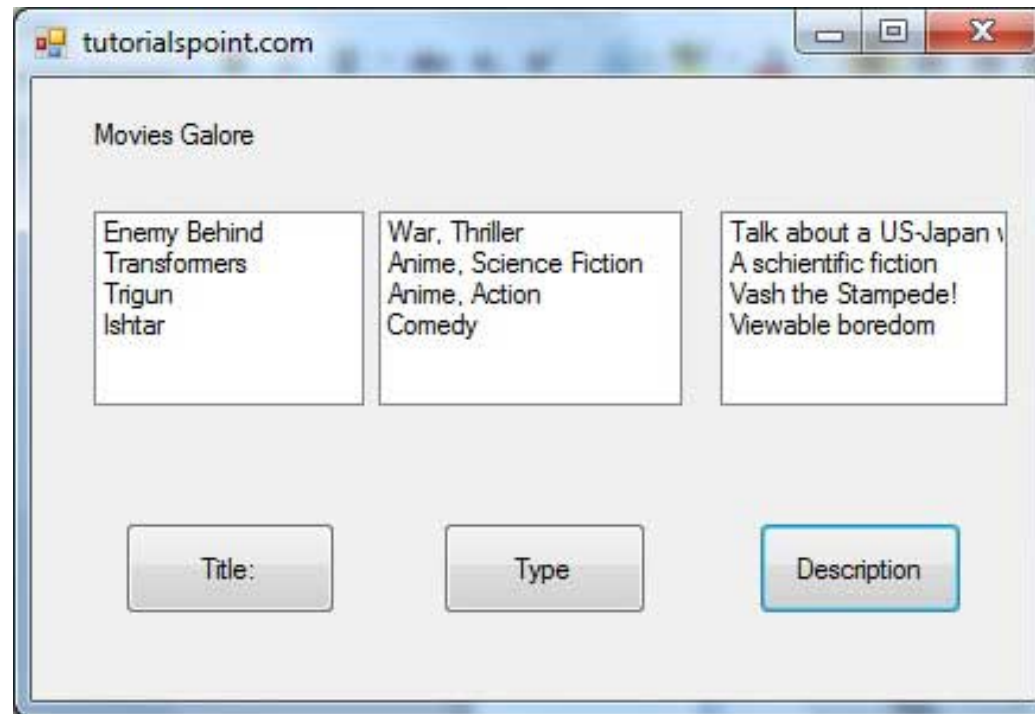 tutorialspoint.com
Movies Galore
Enemy Behind
Transformers
Trigun
Ishtar
War, Thriller
Anime, Science Fiction
Anime, Action
Comedy
Talk about a US-Japan
A schientific fiction
Vash the Stampede!
Viewable boredom
Title:
Type
Description